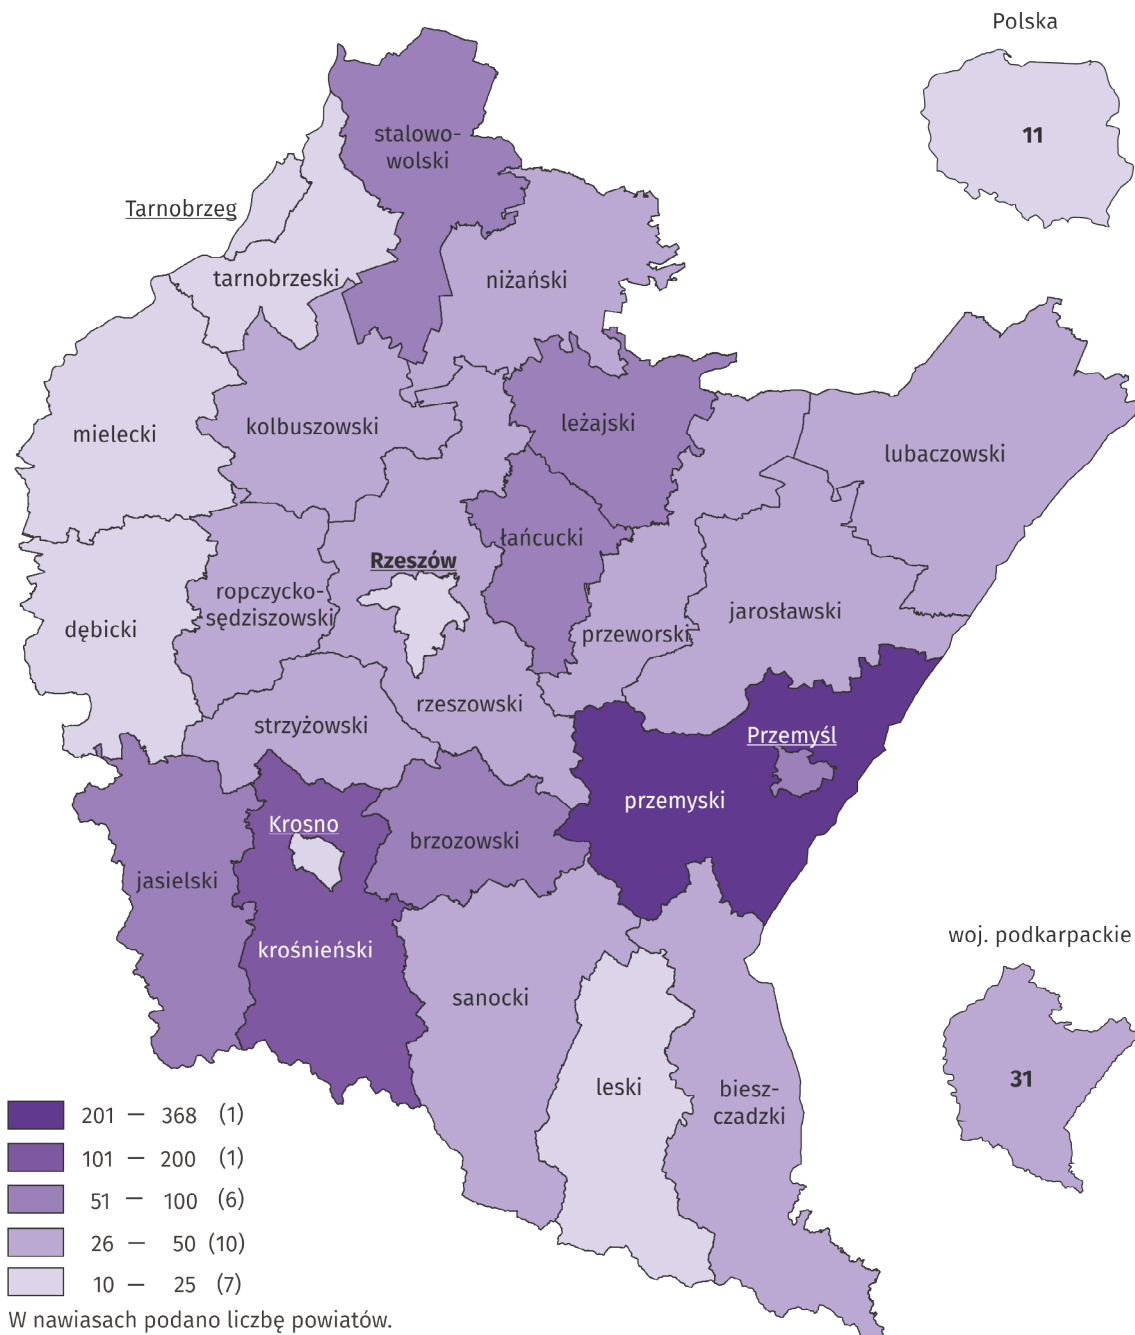 Polska
11
stalowo-
wolski
Tarnobrzeg
tarnobrzeski
niżański
mielecki
kolbuszowski
leżajski
lubaczowski
łańcucki
Rzeszów
ropczycko-
sędziszowski
dębicki
przeworski
jarosławski
rzeszowski
strzyżowski
Przemyśl
przemyski
Krosno
brzozowski
jasielski
krośnieński
sanocki
leski
biesz-
czadzki
woj. podkarpackie
31
201 – 368 (1)
101 – 200 (1)
51 – 100 (6)
26 – 50 (10)
10 – 25 (7)
W nawiasach podano liczbę powiatów.